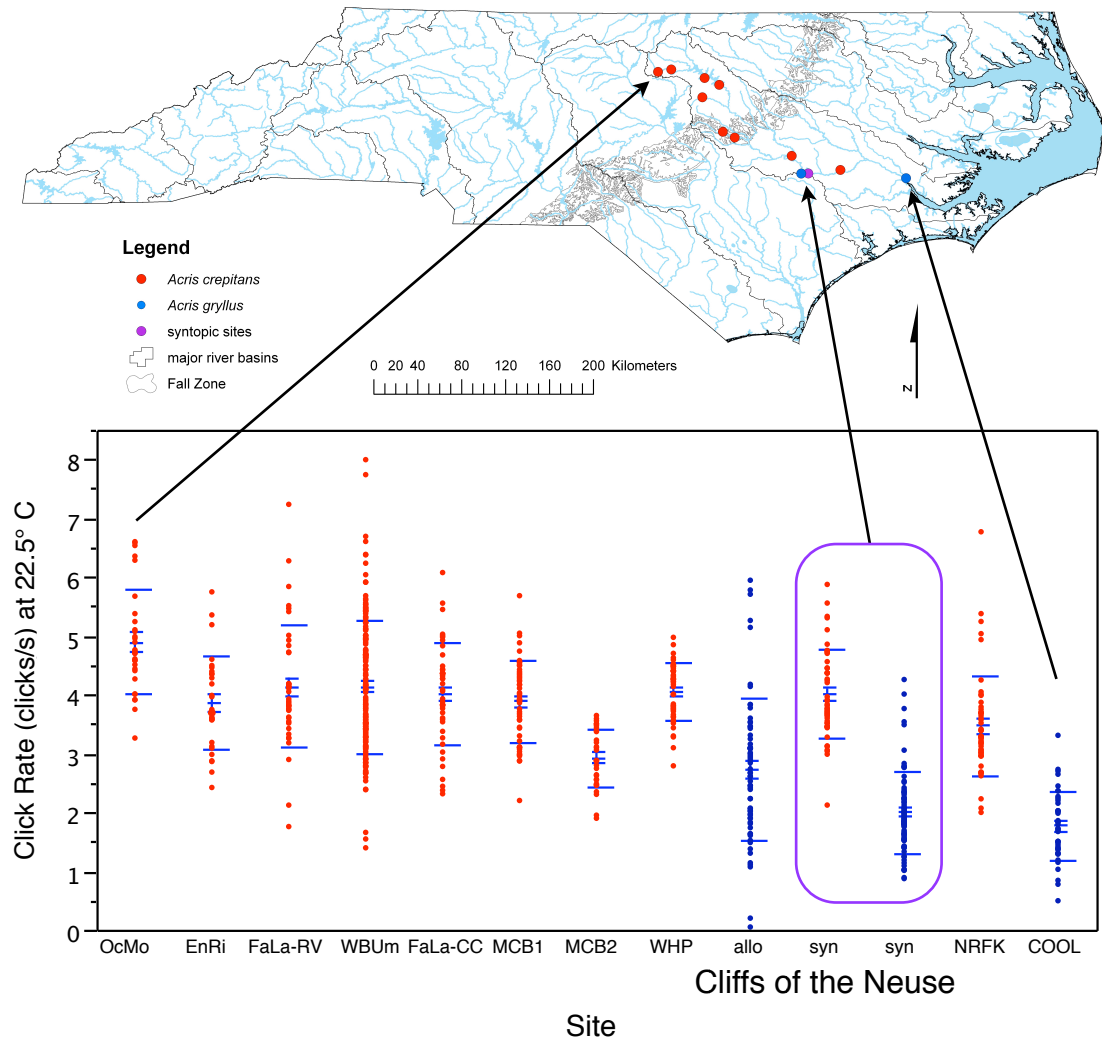 Legend
Acris crepitans
Acris gryllus
syntopic sites
major river basins
Fall Zone
0 20 40 80 120 160 200 Kilometers
N
Click Rate (clicks/s) at 22.5° C
8
7
6
5
4
3
2
1
0
OcMo EnRi FaLa-RV WBUm FaLa-CC MCB1 MCB2 WHP allo syn syn NRFK COOL
Cliffs of the Neuse
Site